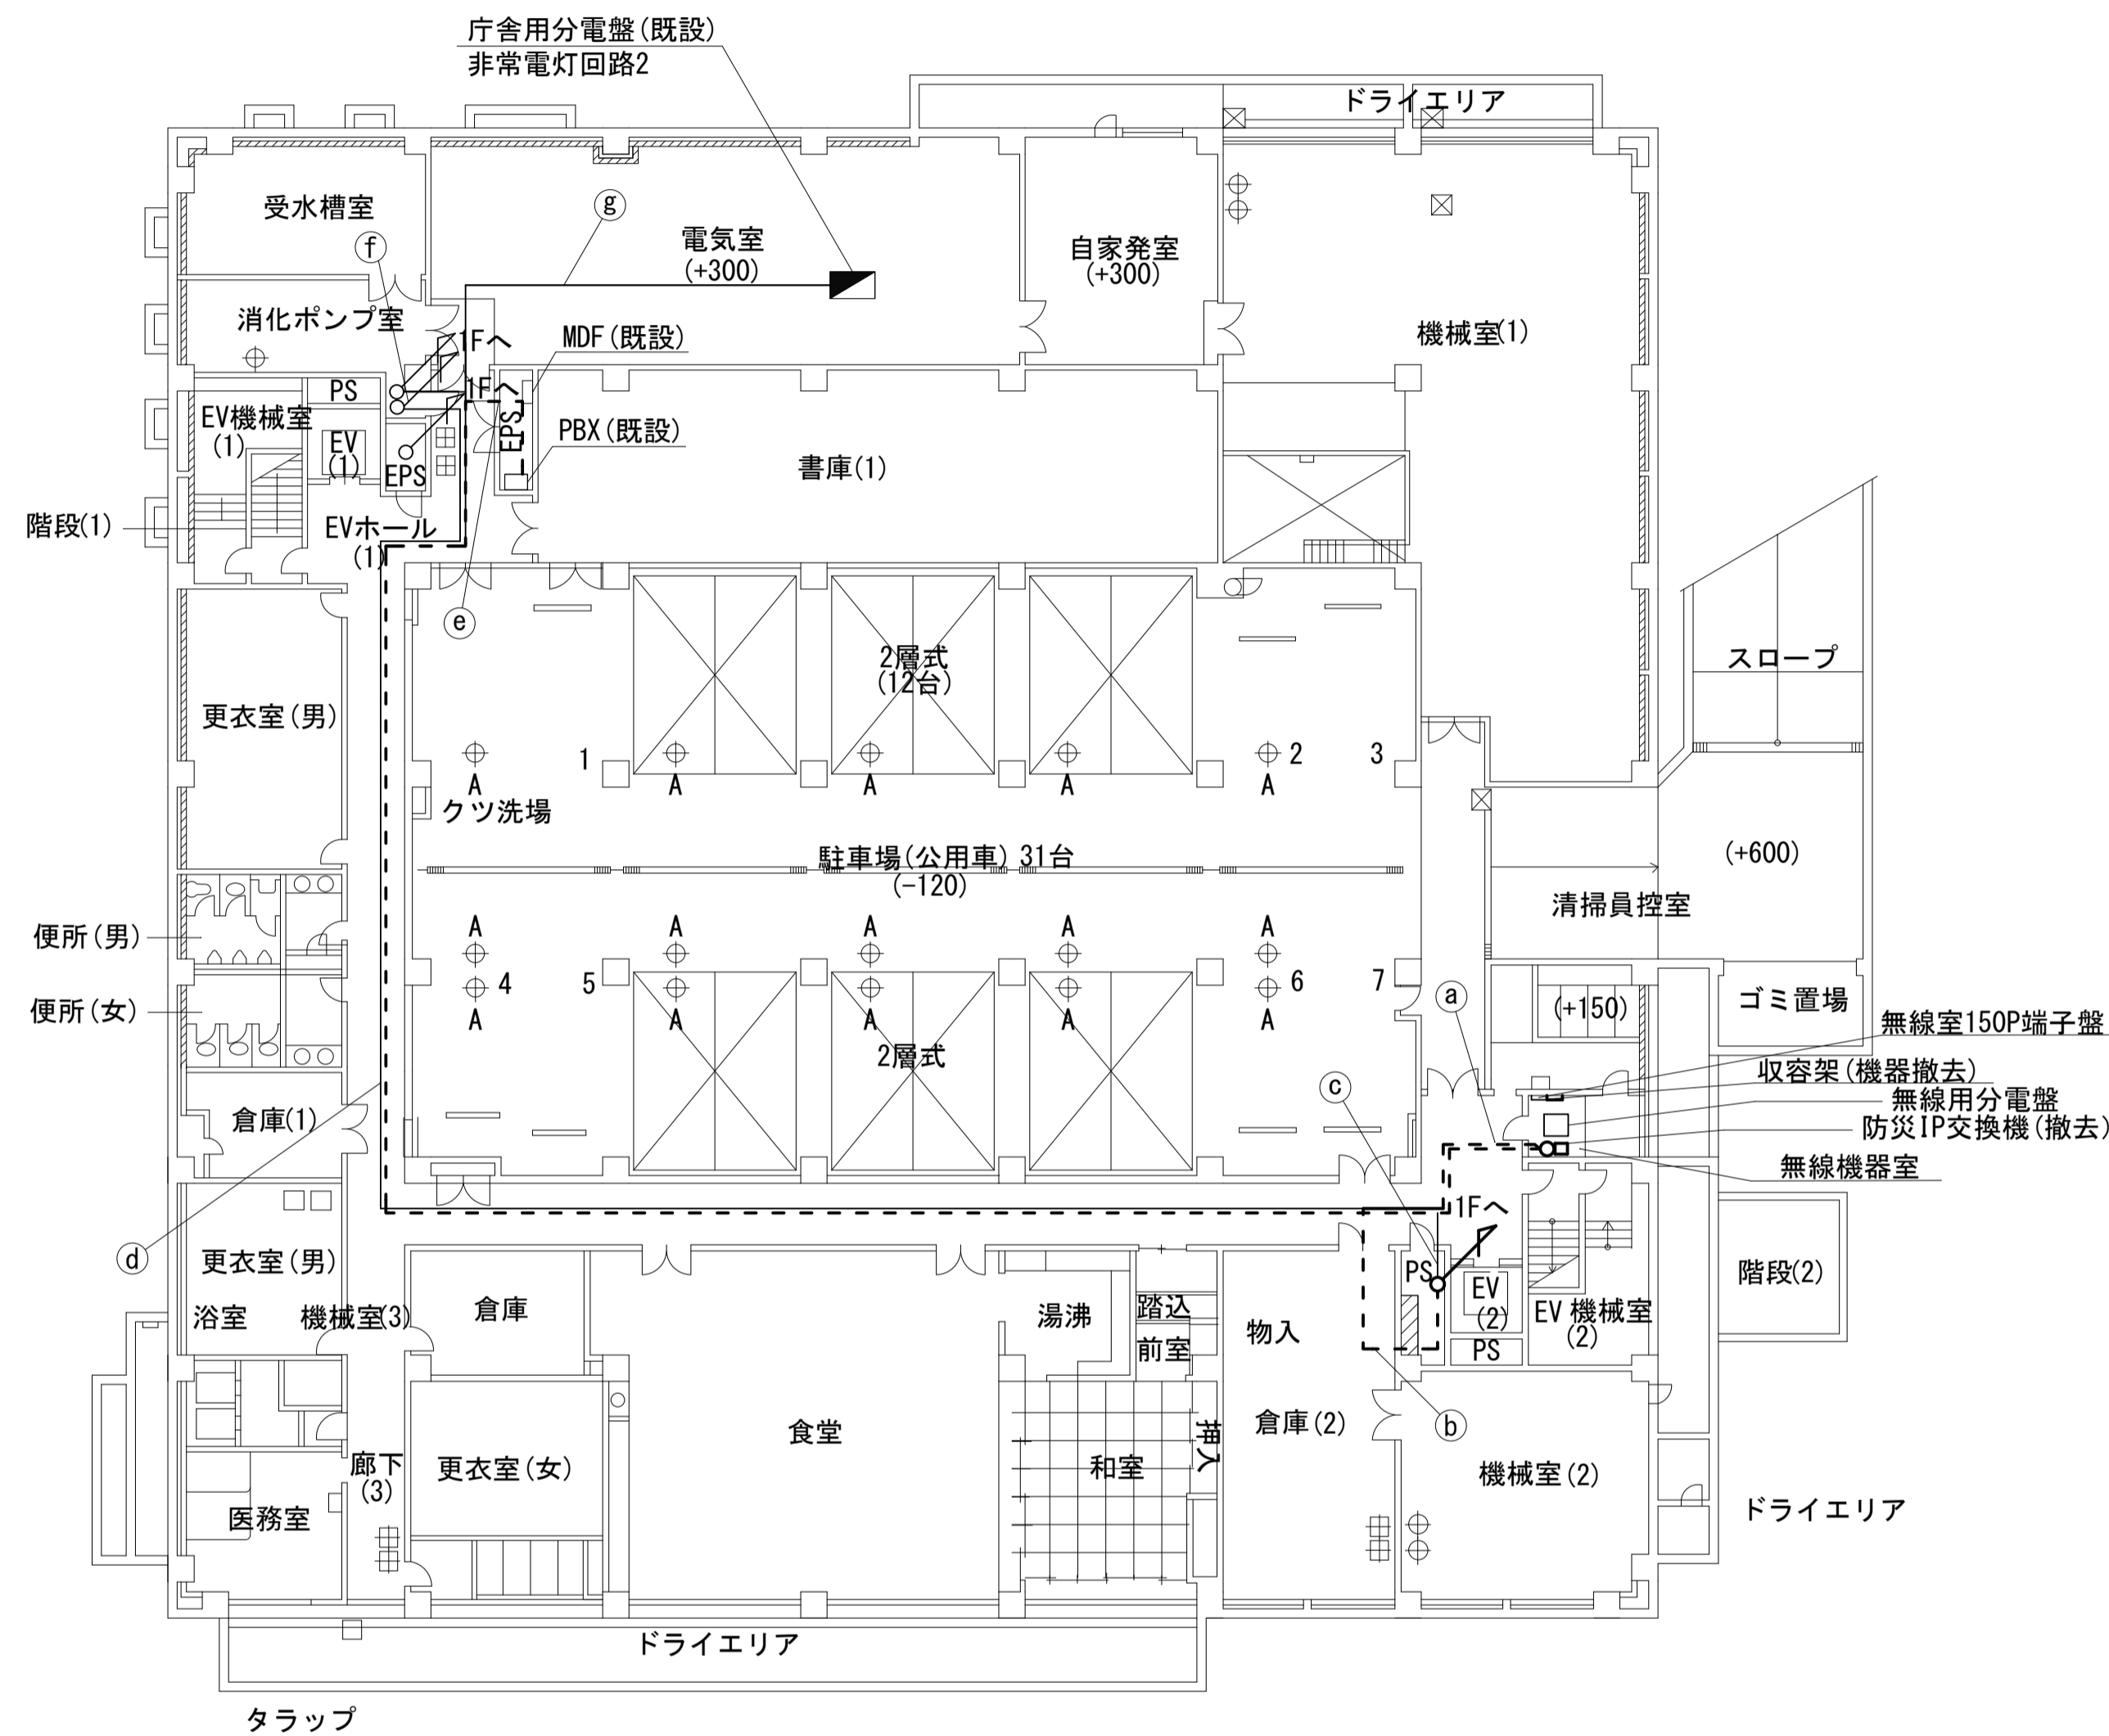 庁舎用分電盤(既設)
非常電灯回路2
ドライエリア
受水槽室
g
f
電気室
(+300)
自家発室
(+300)
消化ポンプ室
1Fへ
MDF(既設)
機械室(1)
PS
1Fへ
EV機械室
(1)
EV
(1)
EPS
PBX(既設)
EPS
書庫(1)
階段(1)
EVホール
(1)
e
スロープ
2層式
(12台)
更衣室(男)
1
2
3
A
A
A
A
A
クツ洗場
駐車場(公用車) 31台
(-120)
(+600)
清掃員控室
便所(男)
A
A
A
A
A
4
5
6
7
a
(+150)
ゴミ置場
便所(女)
A
A
A
A
A
無線室150P端子盤
2層式
収容架(機器撤去)
c
無線用分電盤
倉庫(1)
防災IP交換機(撤去)
無線機器室
1Fへ
d
更衣室(男)
PS
階段(2)
EV
(2)
倉庫
湯沸
踏込
浴室
機械室(3)
物入
EV 機械室
(2)
前室
PS
食堂
押入
倉庫(2)
b
廊下
(3)
更衣室(女)
和室
機械室(2)
医務室
ドライエリア
ドライエリア
タラップ